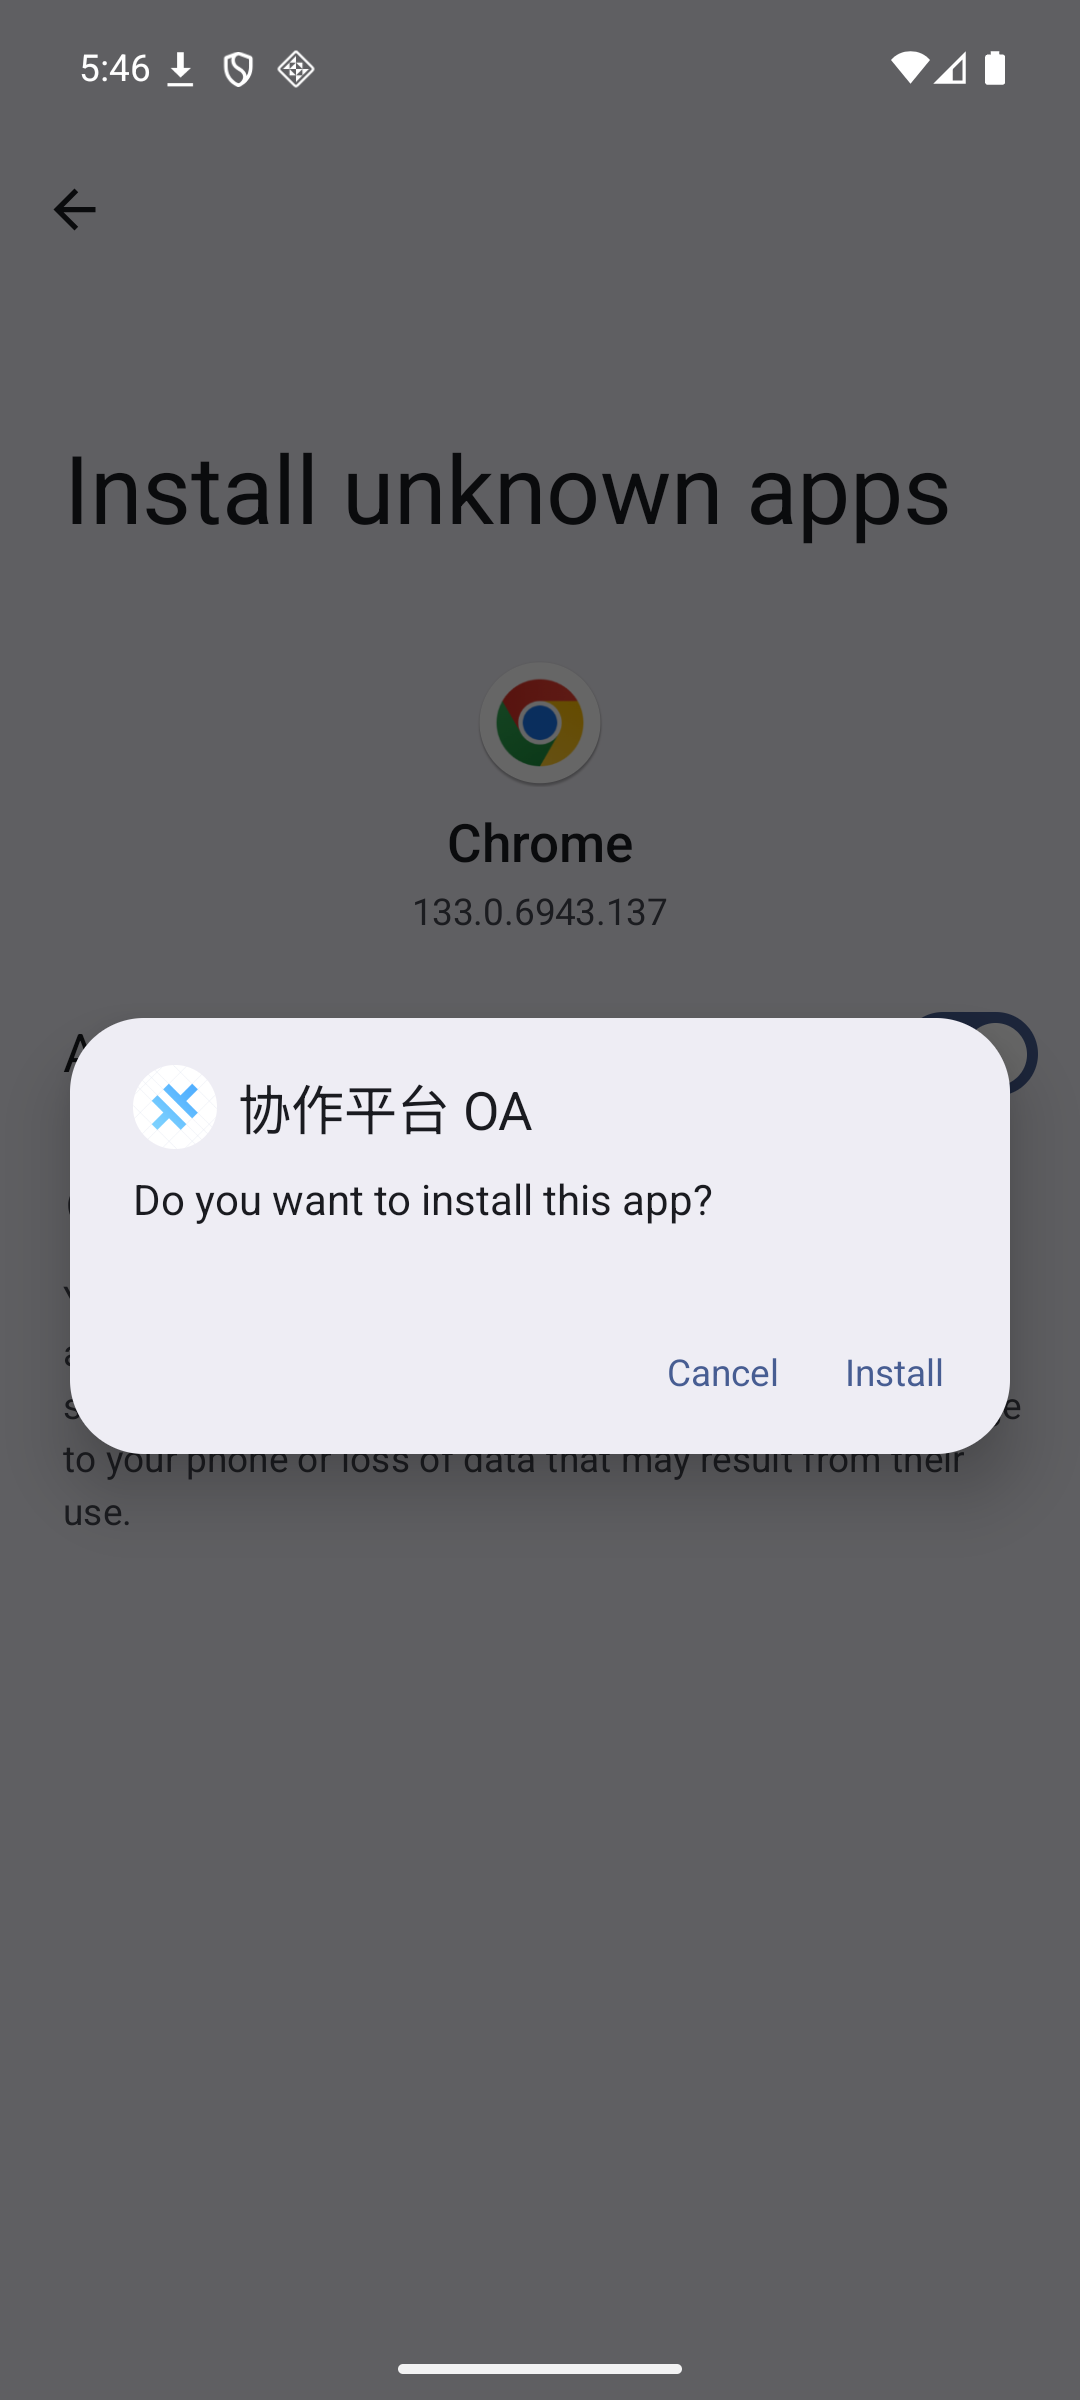 5:46
Install unknown apps
Chrome
133.0.6943.137
协作平台 OA
Do you want to install this app?
Cancel Install
to your phone or loss of data that may result from their
use.